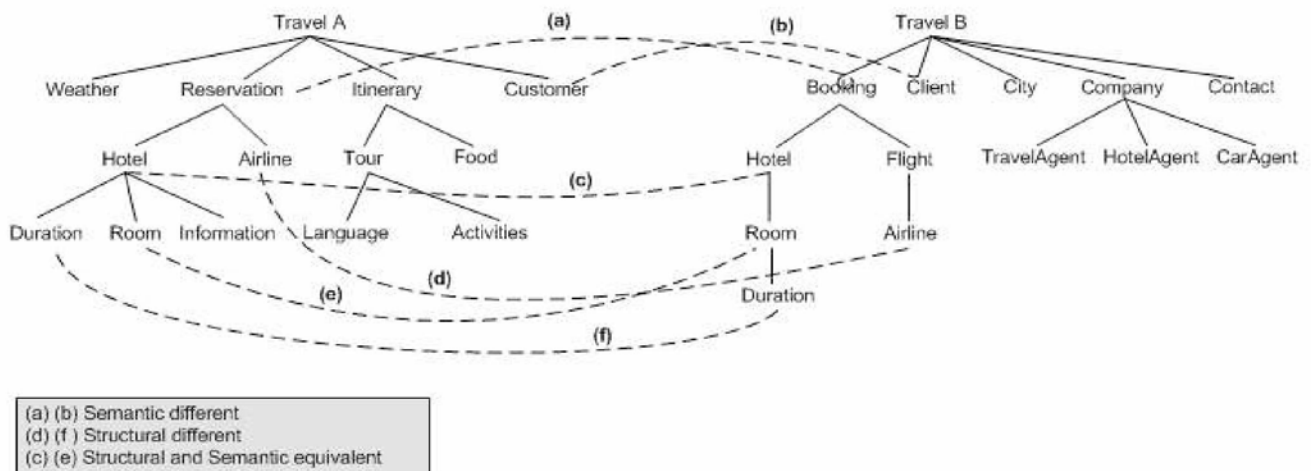 Travel A (a) (b) Travel B
Weather Reservation Itinerary Customer Booking Client City Company Contact
Hotel Airline Tour Food Hotel Flight TravelAgent HotelAgent CarAgent
(c)
Duration Room Information Language Activities Room Airline
(d)
(e) Duration
(f)
(a) (b) Semantic different
(d) (f ) Structural different
(c) (e) Structural and Semantic equivalent